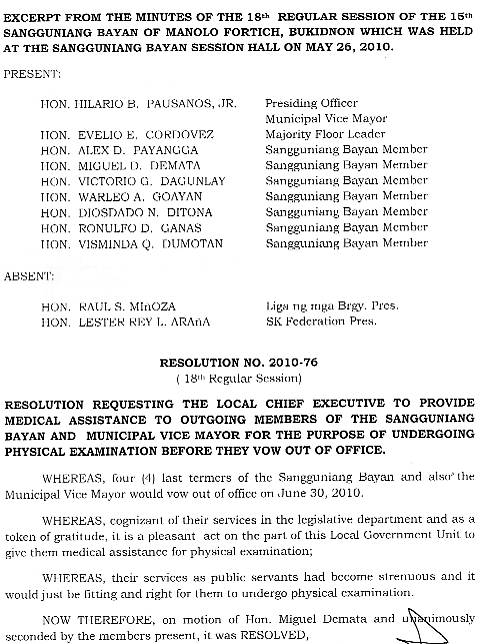 EXCERPT FROM THE MINUTES OF THE 18th REGULAR SESSION OF THE 15th
SANGGUNIANG BAYAN OF MANOLO FORTICH, BUKIDNON WHICH WAS HELD
AT THE SANGGUNIANG BAYAN SESSION HALL ON MAY 26, 2010.
PRESENT:
HON. HILARIO B. PAUSANOS, JR. Presiding Officer
Municipal Vice Mayor
HON. EVELIO E. CORDOVEZ Majority Floor Leader
HON. ALEX D. PAYANGGA Sangguniang Bayan Member
HON. MIGUEL D. DEMATA Sangguniang Bayan Member
HON. VICTORIO G. DAGUNLAY Sangguniang Bayan Member
HON. WARLEO A. GOAYAN Sangguniang Bayan Member
HON. DIOSDADO N. DITONA Sangguniang Bayan Member
HON. RONULFO D. GANAS Sangguniang Bayan Member
HON. VISMINDA Q. DUMOTAN Sangguniang Bayan Member
ABSENT:
HON. RAUL S. MIñOZA Liga ng mga Brgy. Pres.
HON. LESTER REY L. ARAñA SK Federation Pres.
RESOLUTION NO. 2010-76
( 18th Regular Session)
RESOLUTION REQUESTING THE LOCAL CHIEF EXECUTIVE TO PROVIDE
MEDICAL ASSISTANCE TO OUTGOING MEMBERS OF THE SANGGUNIANG
BAYAN AND MUNICIPAL VICE MAYOR FOR THE PURPOSE OF UNDERGOING
PHYSICAL EXAMINATION BEFORE THEY VOW OUT OF OFFICE.
WHEREAS, four (4) last termers of the Sangguniang Bayan and also the
Municipal Vice Mayor would vow out of office on June 30, 2010.
WHEREAS, cognizant of their services in the legislative department and as a
token of gratitude, it is a pleasant act on the part of this Local Government Unit to
give them medical assistance for physical examination;
WHEREAS, their services as public servants had become strenuous and it
would just be fitting and right for them to undergo physical examination.
NOW THEREFORE, on motion of Hon. Miguel Demata and unanimously
seconded by the members present, it was RESOLVED,